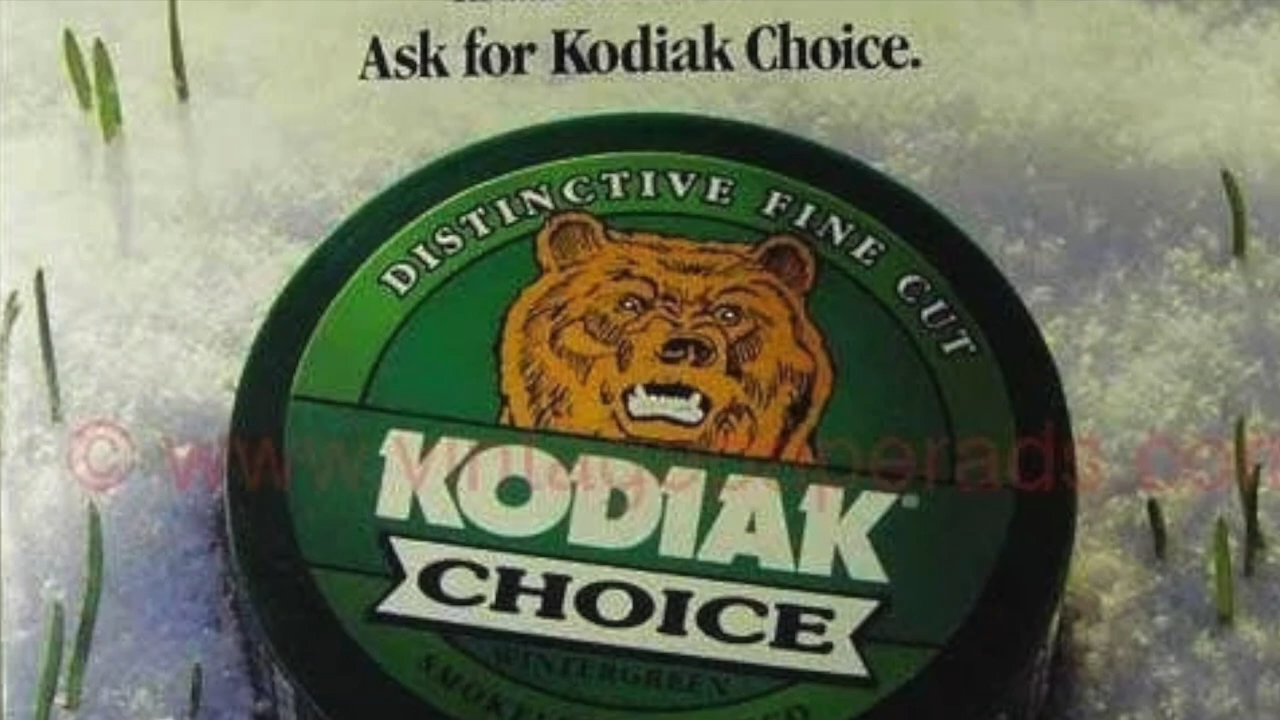 Ask for Kodiak Choice.
DISTINCTIVE FINE CUT
KODIAK
CHOICE
WINTERGREEN